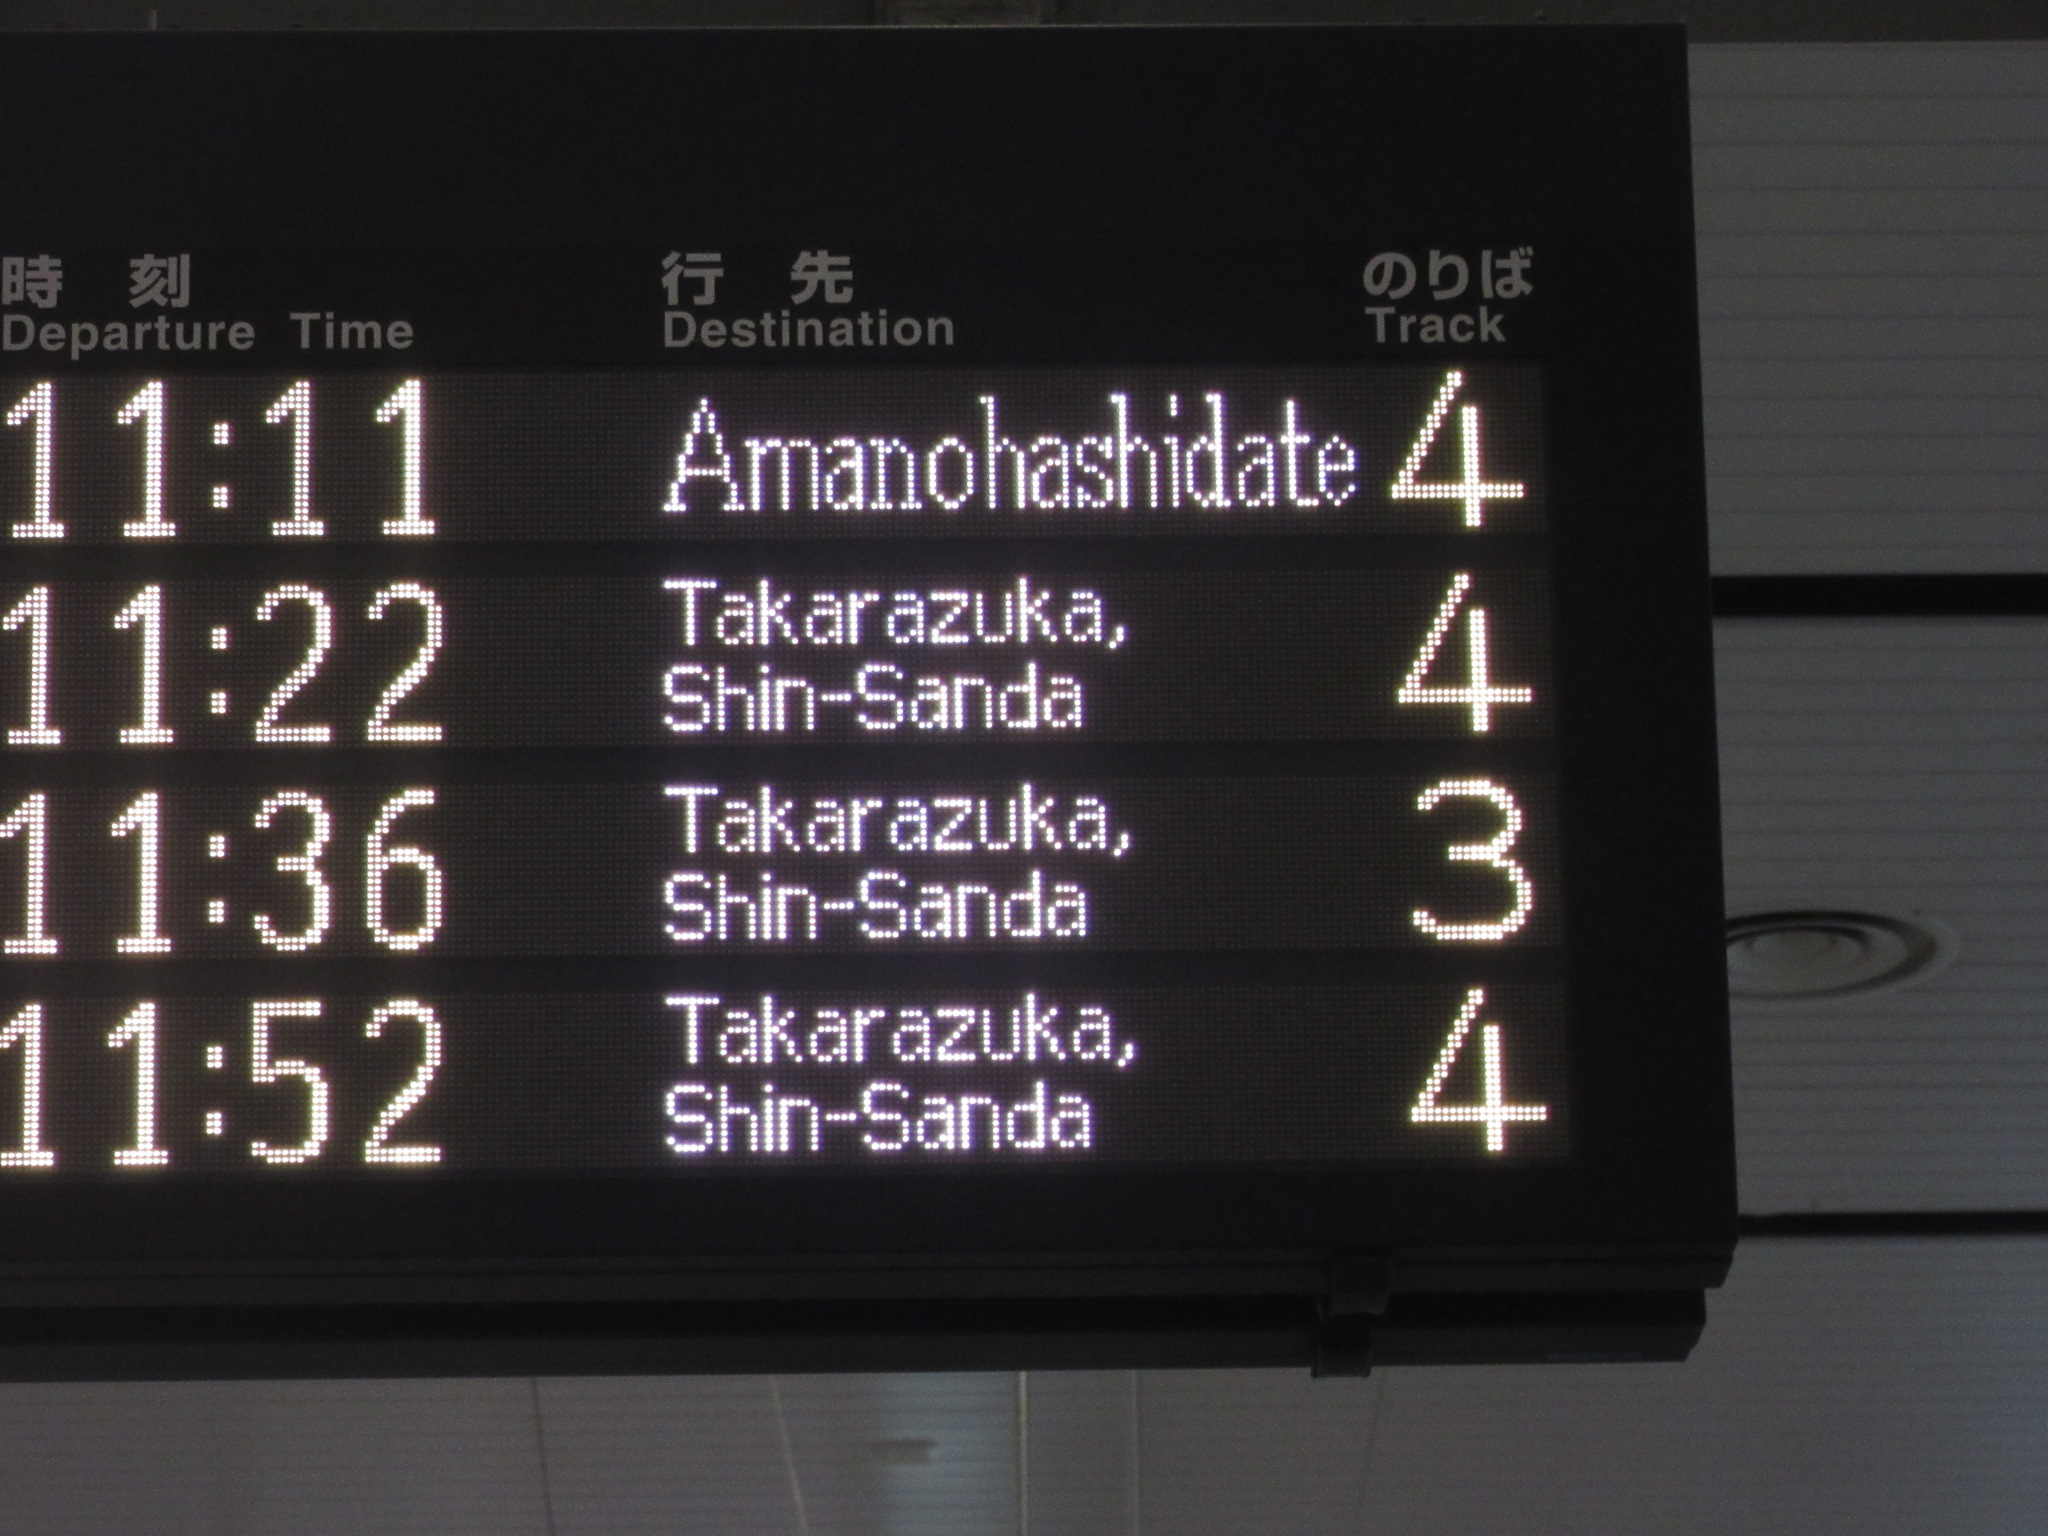 時刻 行先 のりば
Departure Time Destination Track
11:11 Amanohashidate 4
11:22 Takarazuka, 4
Shin-Sanda
11:36 Takarazuka, 3
Shin-Sanda
11:52 Takarazuka, 4
Shin-Sanda